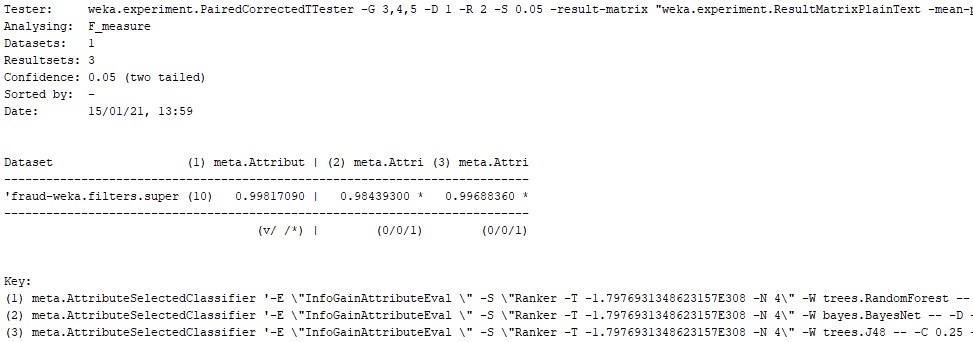 Tester:     weka.experiment.PairedCorrectedTTester -G 3,4,5 -D 1 -R 2 -S 0.05 -result-matrix "weka.experiment.ResultMatrixPlainText -mean-p
Analysing:  F_measure
Datasets:   1
Resultsets: 3
Confidence: 0.05 (two tailed)
Sorted by:  -
Date:       15/01/21, 13:59
Dataset                   (1) meta.Attribut | (2) meta.Attri (3) meta.Attri
---------------------------------------------------------------------------
'fraud-weka.filters.super (10)   0.99817090 |   0.98439300 *   0.99688360 *
---------------------------------------------------------------------------
                                    (v/ /*) |        (0/0/1)        (0/0/1)
Key:
(1) meta.AttributeSelectedClassifier '-E \"InfoGainAttributeEval \" -S \"Ranker -T -1.7976931348623157E308 -N 4\" -W trees.RandomForest --
(2) meta.AttributeSelectedClassifier '-E \"InfoGainAttributeEval \" -S \"Ranker -T -1.7976931348623157E308 -N 4\" -W bayes.BayesNet -- -D -
(3) meta.AttributeSelectedClassifier '-E \"InfoGainAttributeEval \" -S \"Ranker -T -1.7976931348623157E308 -N 4\" -W trees.J48 -- -C 0.25 -